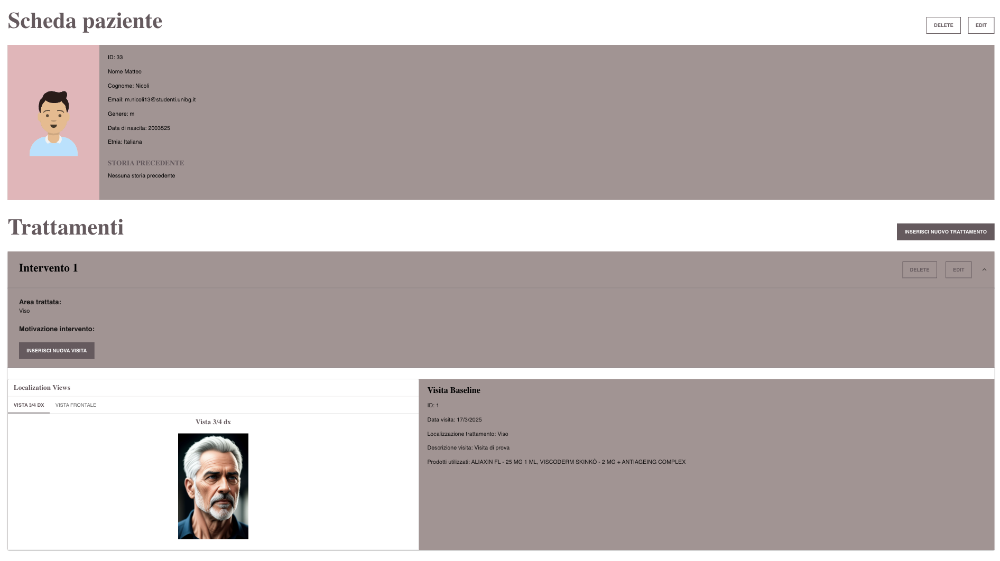 Scheda paziente
DELETE
EDIT
ID: 33
Nome Matteo
Cognome: Nicoli
Email: m.nicoli13@studenti.unibg.it
Genere: m
Data di nascita: 2003525
Etnia: Italiana
STORIA PRECEDENTE
Nessuna storia precedente
Trattamenti
INSERISCI NUOVO TRATTAMENTO
Intervento 1
DELETE
EDIT
Area trattata:
Viso
Motivazione intervento:
INSERISCI NUOVA VISITA
Localization Views
VISTA 3/4 DX
VISTA FRONTALE
Vista 3/4 dx
Visita Baseline
ID: 1
Data visita: 17/3/2025
Localizzazione trattamento: Viso
Descrizione visita: Visita di prova
Prodotti utilizzati: ALIAXIN FL - 25 MG 1 ML, VISCODERM SKINKÓ - 2 MG + ANTIAGEING COMPLEX